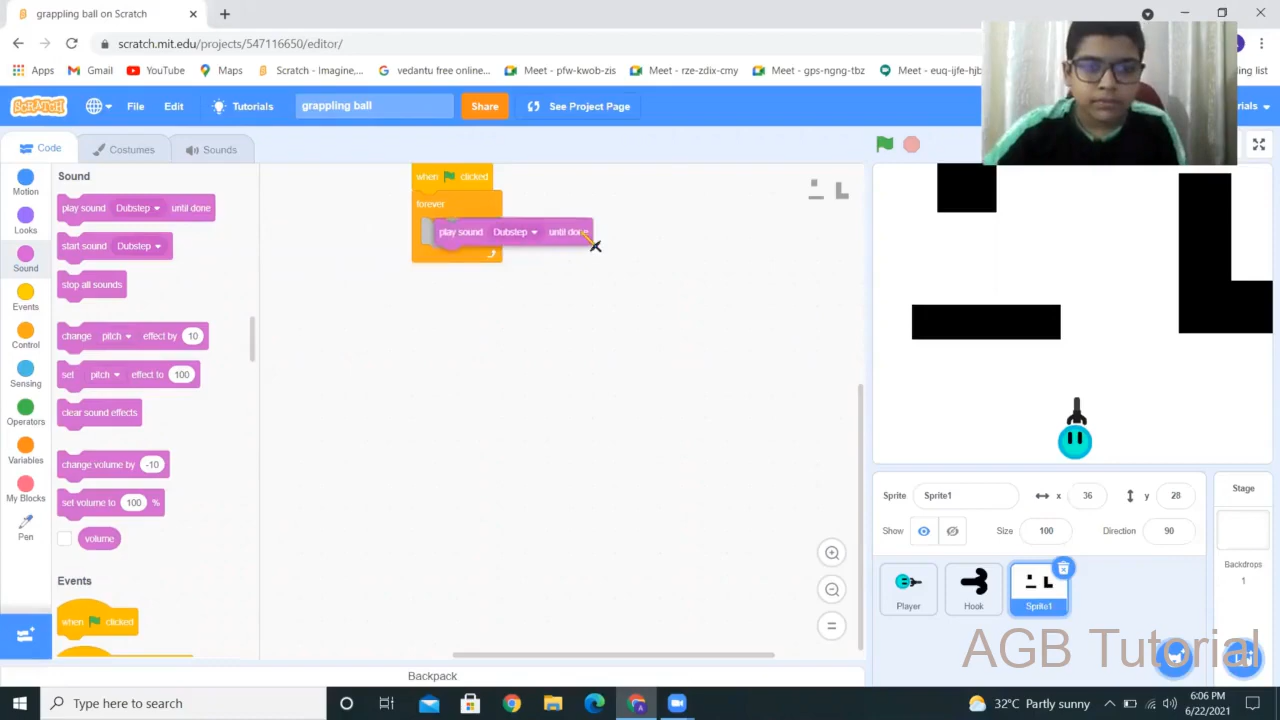 grappling ball on Scratch
scratch.mit.edu/projects/547116650/editor/
Apps
Gmail
YouTube
Maps
Scratch - Imagine,...
vedantu free online...
Meet - pfw-kwob-zis
Meet - rze-zdix-cmy
Meet - gps-ngng-tbz
Meet - euq-ijfe-hjb
ing list
SCRATCH
File
Edit
Tutorials
grappling ball
Share
See Project Page
rials
Code
Costumes
Sounds
Motion
Looks
Sound
Events
Control
Sensing
Operators
Variables
My Blocks
Pen
Sound
play sound Dubstep until done
start sound Dubstep
stop all sounds
change pitch effect by 10
set pitch effect to 100
clear sound effects
change volume by -10
set volume to 100 %
volume
Events
when clicked
when clicked
forever
play sound Dubstep until done
Sprite
Sprite1
x
36
y
28
Show
Size
100
Direction
90
Player
Hook
Sprite1
Stage
Backdrops
1
Backpack
AGB Tutorial
Type here to search
32°C Partly sunny
6:06 PM
6/22/2021